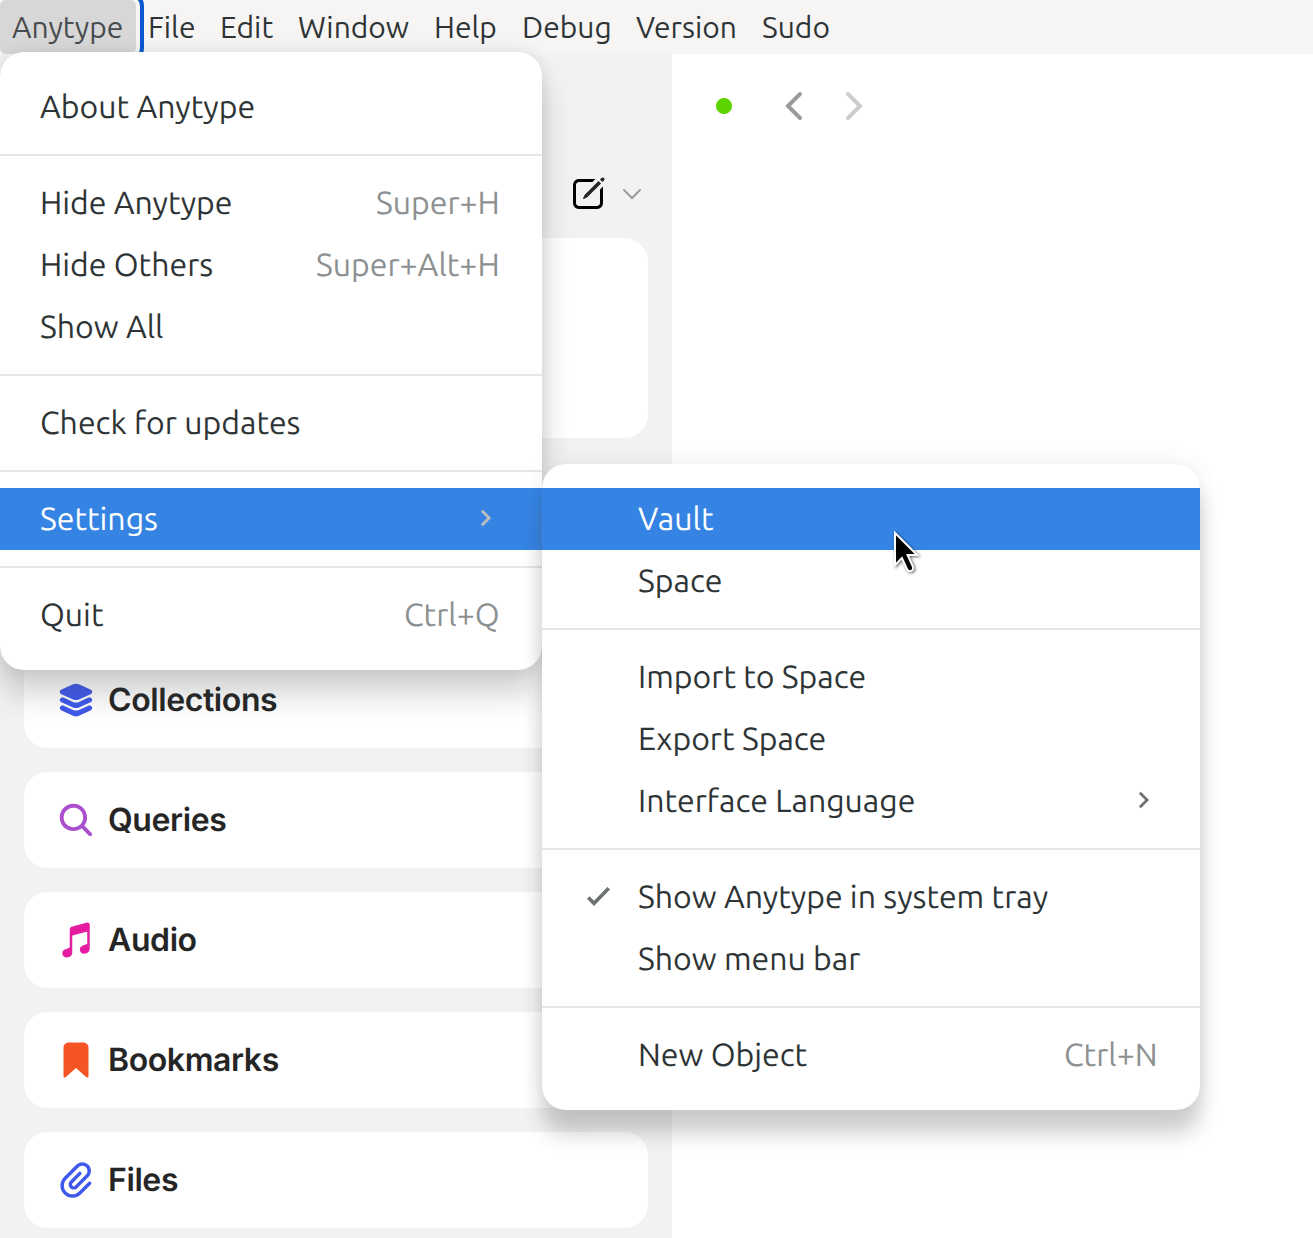 Anytype File Edit Window Help Debug Version Sudo
About Anytype
Hide Anytype Super+H
Hide Others Super+Alt+H
Show All
Check for updates
Settings
Quit Ctrl+Q
Vault
Space
Import to Space
Export Space
Interface Language
Show Anytype in system tray
Show menu bar
New Object Ctrl+N
Collections
Queries
Audio
Bookmarks
Files